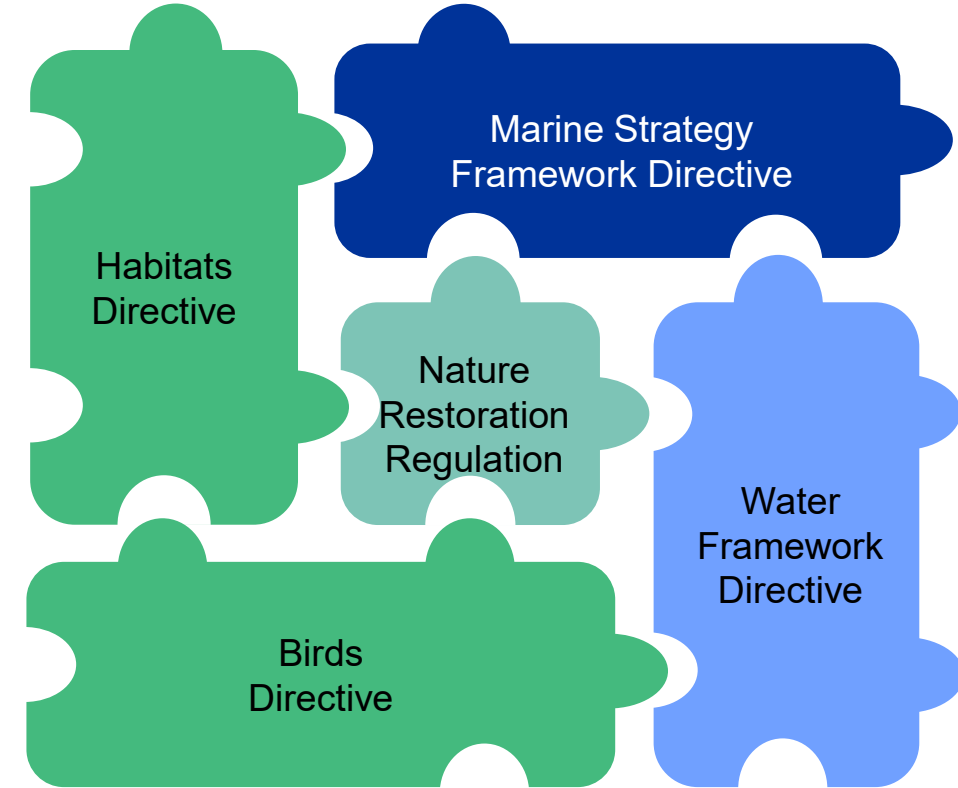 Marine Strategy
Framework Directive
Habitats
Directive
Nature
Restoration
Regulation
Water
Framework
Directive
Birds
Directive